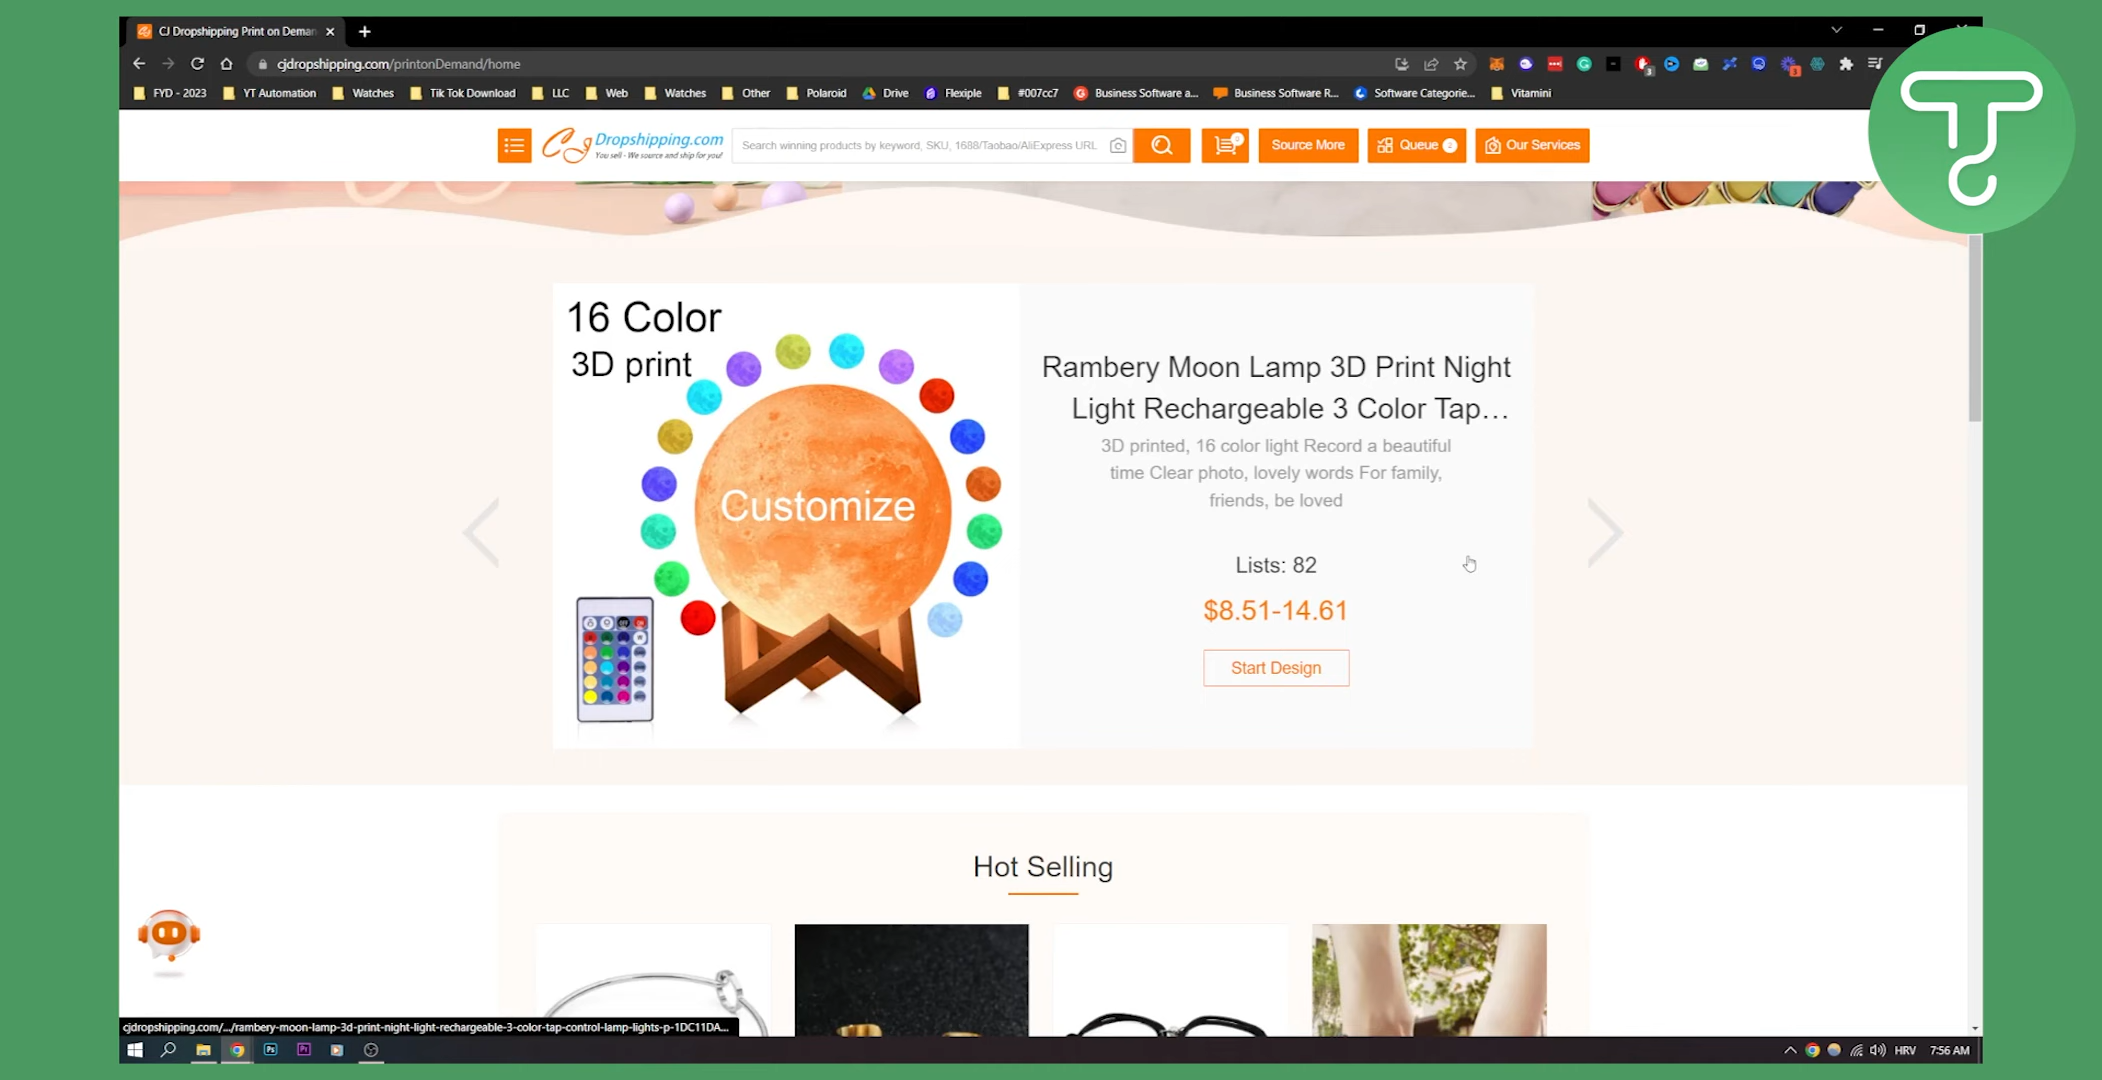 CJ Dropshipping Print on Deman
cjdropshipping.com/printonDemand/home
FYD - 2023 YT Automation Watches Tik Tok Download LLC Web Watches Other Polaroid Drive Flexiple #007cc7 Business Software a... Business Software R... Software Categorie... Vitamini
CJ Dropshipping.com
You sell - We source and ship for you!
Search winning products by keyword, SKU, 1688/Taobao/AliExpress URL
0
Source More
Queue 2
Our Services
16 Color
3D print
Customize
Rambery Moon Lamp 3D Print Night
Light Rechargeable 3 Color Tap...
3D printed, 16 color light Record a beautiful
time Clear photo, lovely words For family,
friends, be loved
Lists: 82
$8.51-14.61
Start Design
Hot Selling
cjdropshipping.com/.../rambery-moon-lamp-3d-print-night-light-rechargeable-3-color-tap-control-lamp-lights-p-1DC11DA...
Ps Pr
HRV 7:56 AM